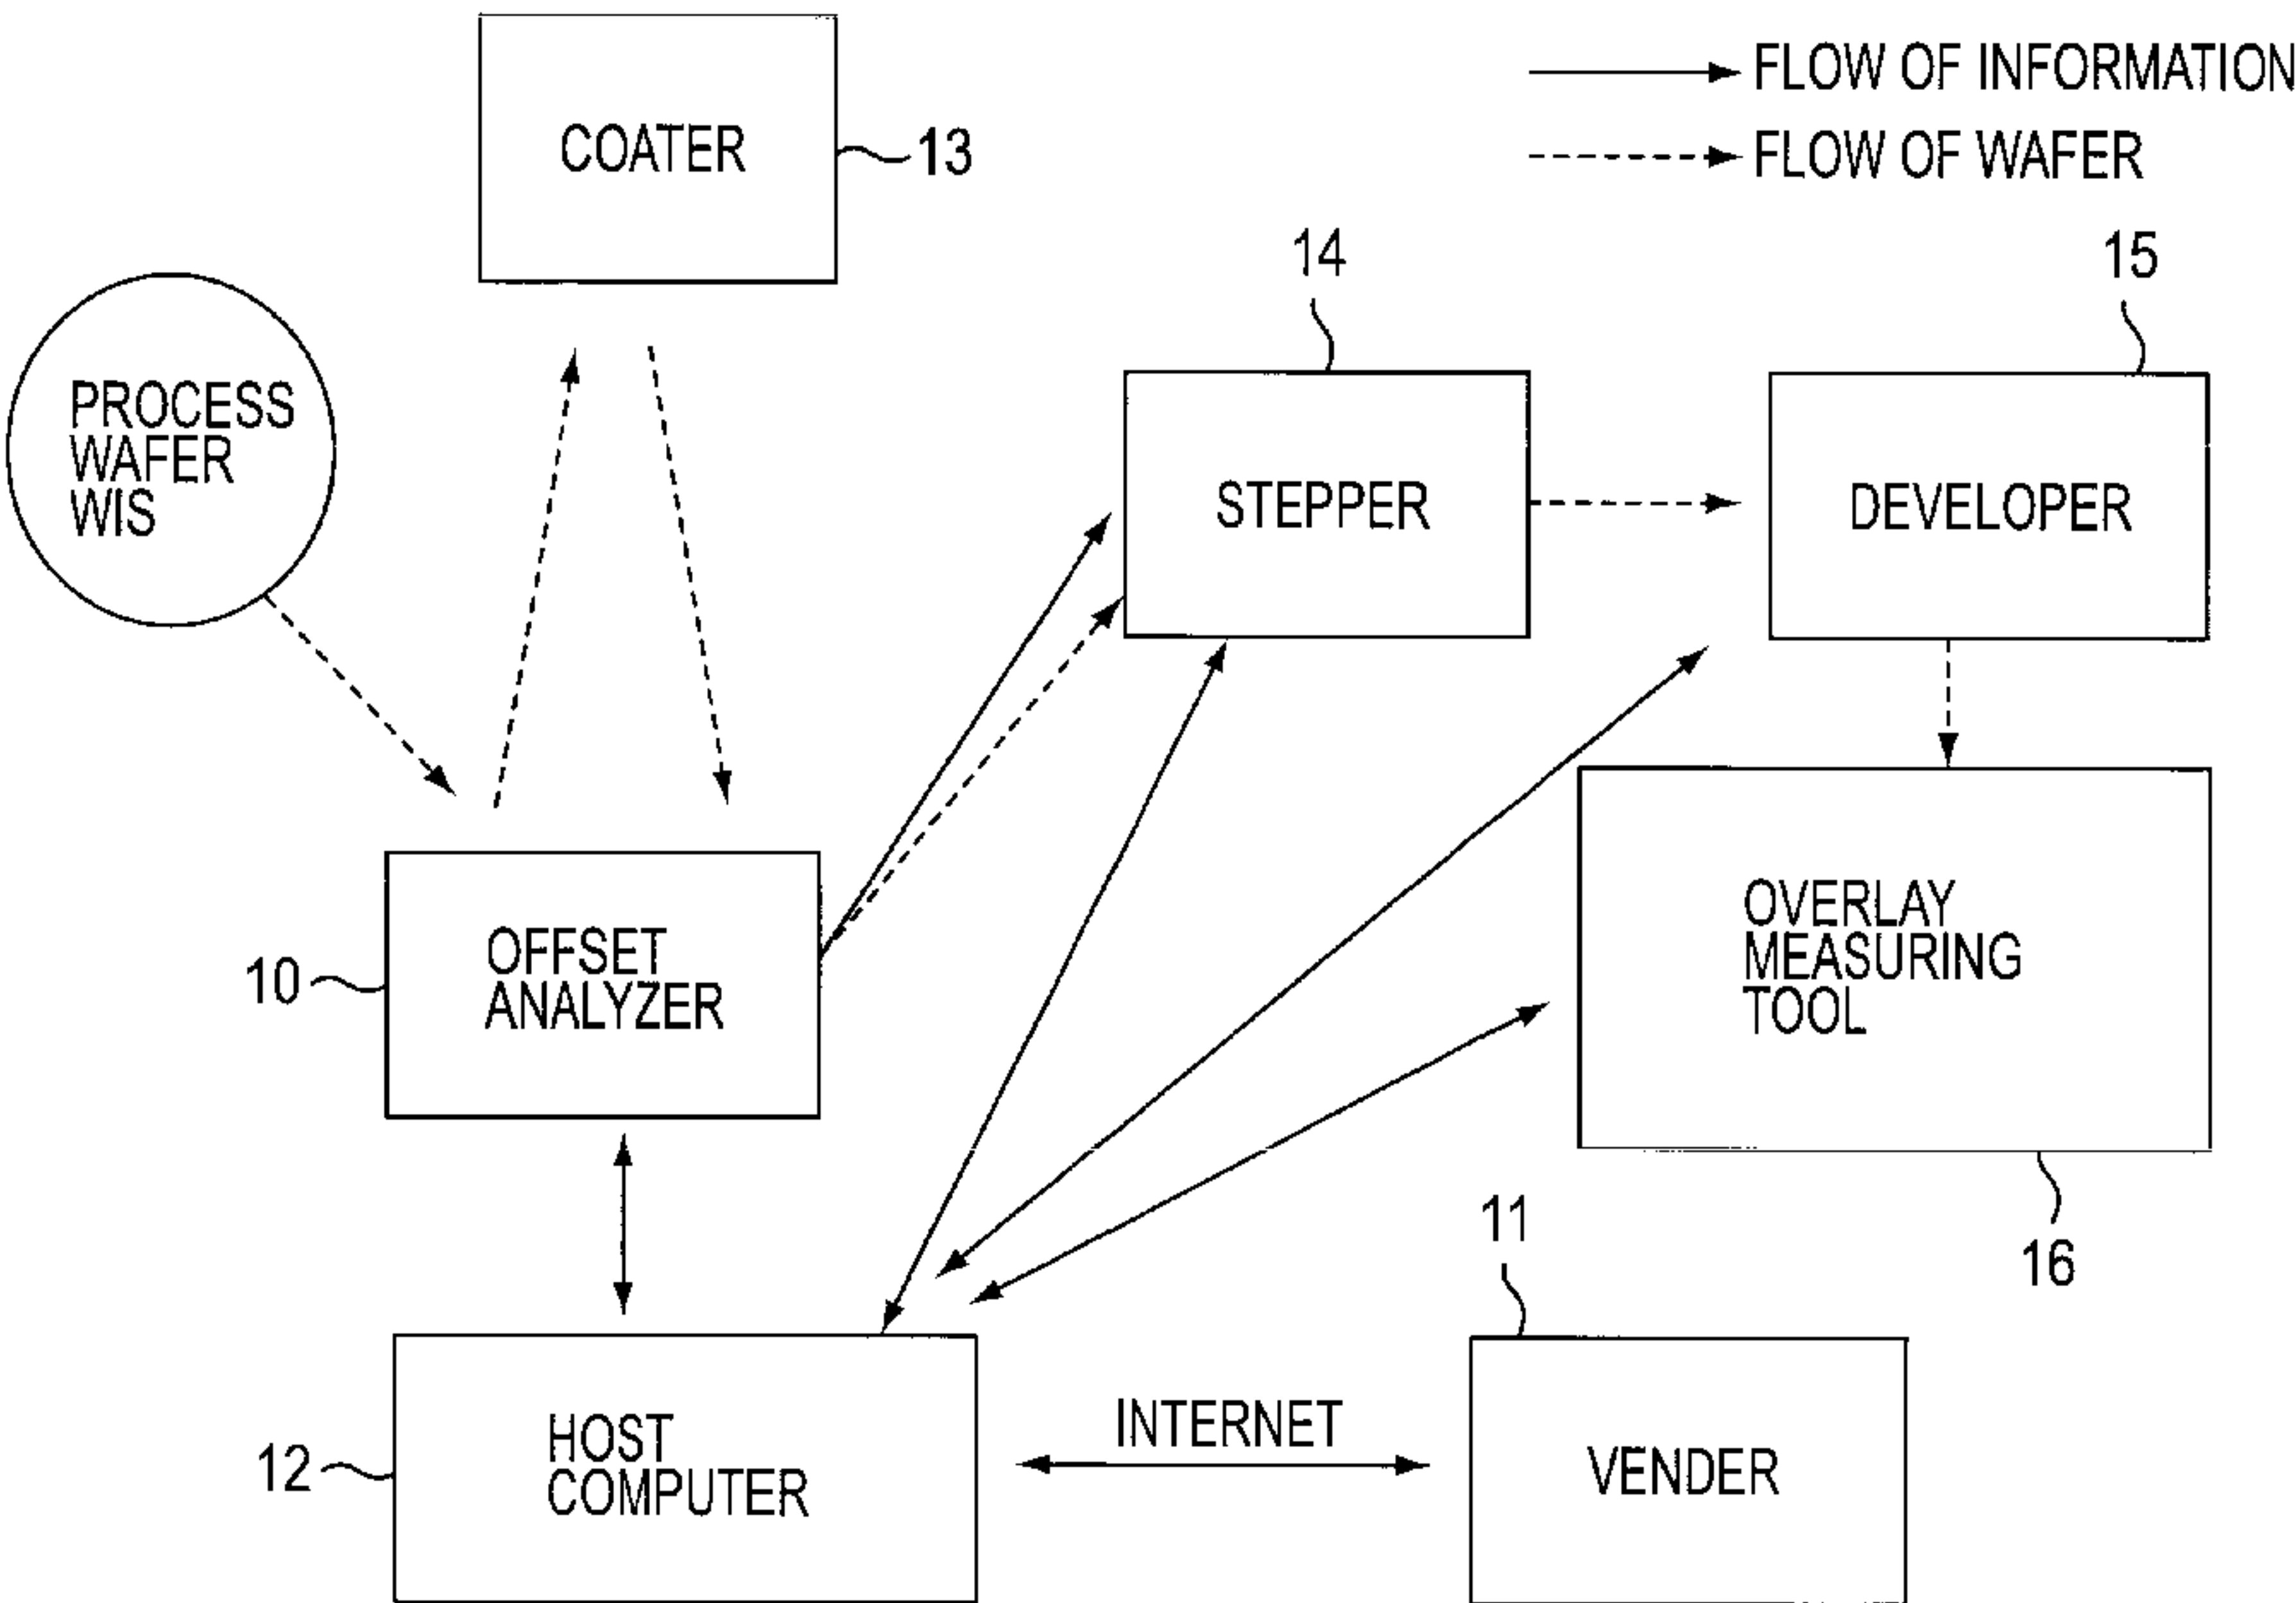 COATER
13
FLOW OF INFORMATION
FLOW OF WAFER
14
15
PROCESS
WAFER
WIS
STEPPER
DEVELOPER
10
OFFSET
ANALYZER
OVERLAY
MEASURING
TOOL
11
16
12
HOST
COMPUTER
INTERNET
VENDER